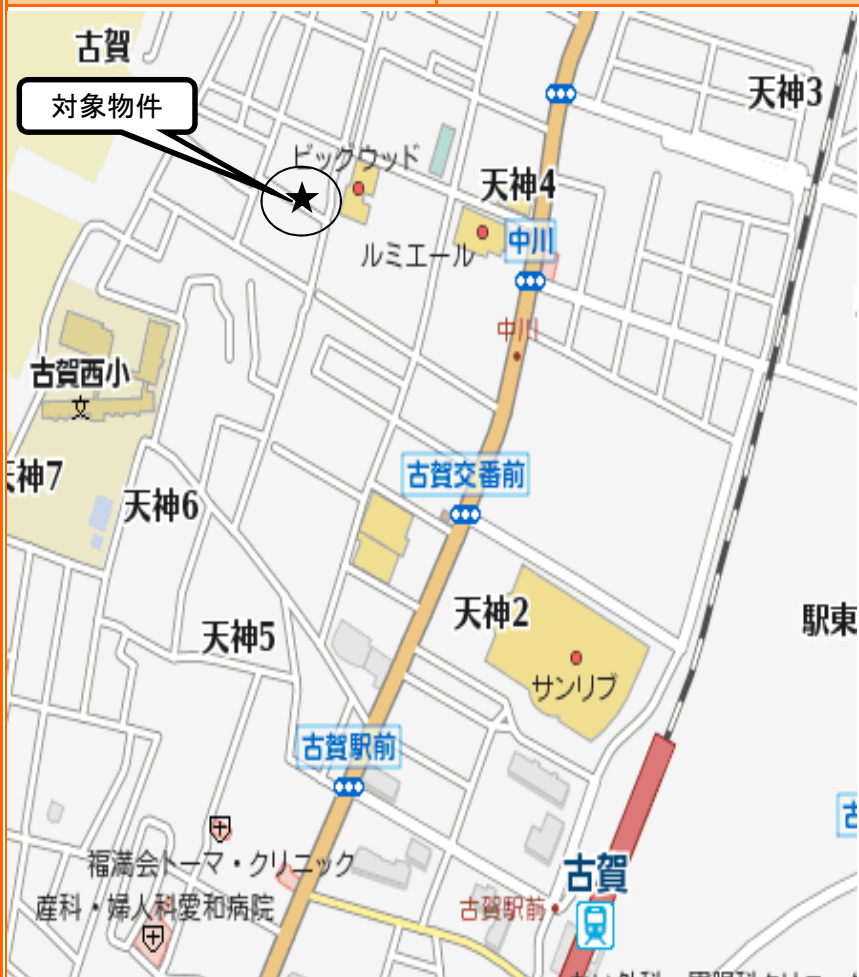 古賀
天神3
対象物件
ビッグウッド
天神4
中川
ルミエール
中川
古賀西小
文
古賀交番前
天神7
天神6
天神2
駅東
天神5
サンリブ
古賀駅前
古
福満会トーマ・クリニック
古賀
産科・婦人科愛和病院
古賀駅前